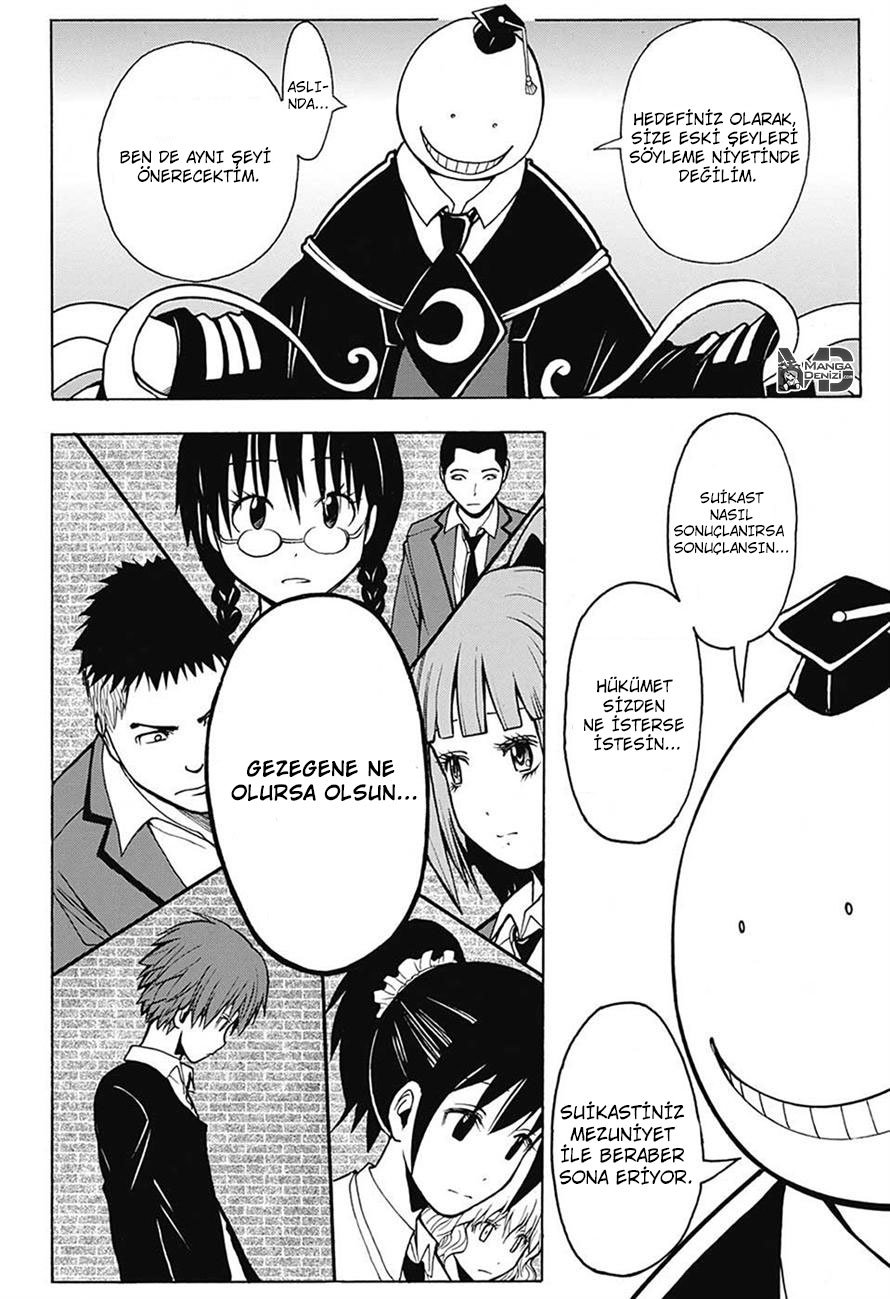 HEDEFİNİZ OLARAK,
SİZE ESKİ ŞEYLERİ
SÖYLEME NİYETİNDE
DEĞİLİM.
ASLI-
NDA...
BEN DE AYNI ŞEYİ
ÖNERECEKTİM.
MANGA
DENİZİ
SUİKAST
NASIL
SONUÇLANIRSA
SONUÇLANSIN...
HÜKÜMET
SİZDEN
NE İSTERSE
İSTESİN...
GEZEGENE NE
OLURSA OLSUN...
SUİKASTİNİZ
MEZUNİYET
İLE BERABER
SONA ERİYOR.